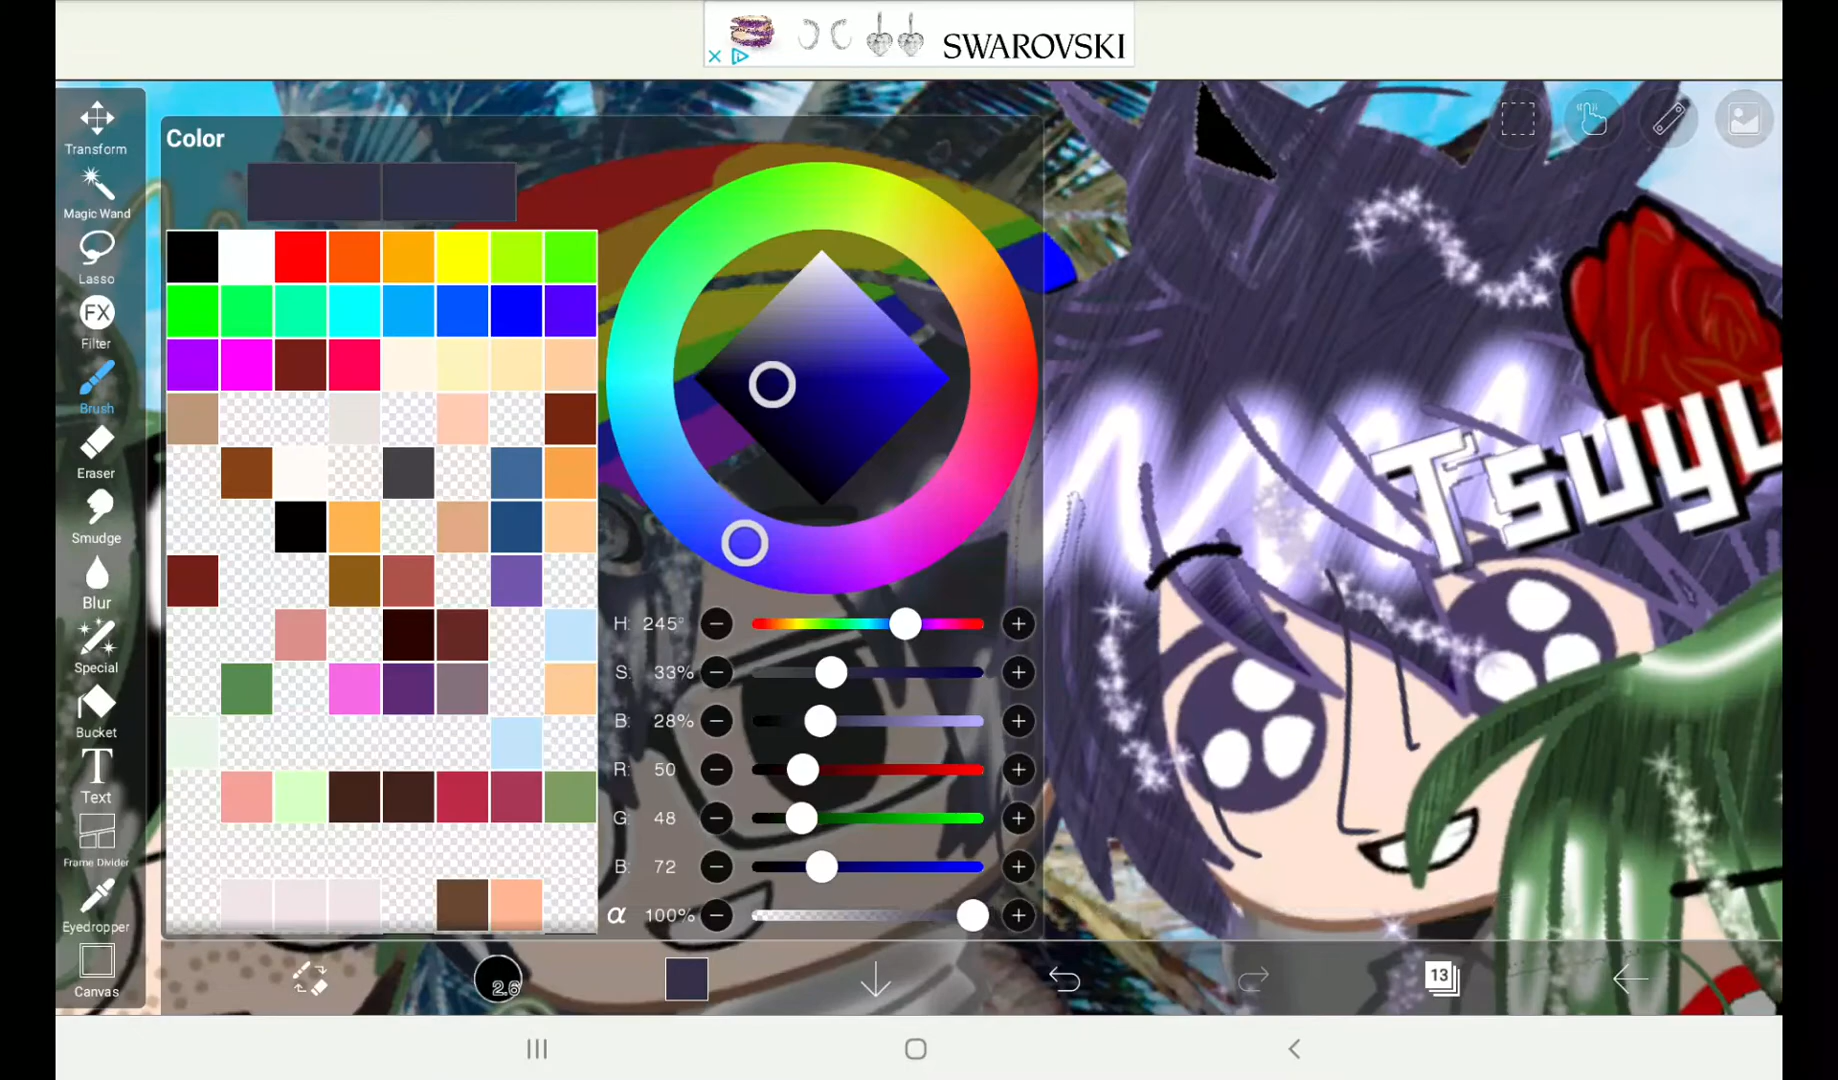 SWAROVSKI
Transform
Magic Wand
Lasso
FX
Filter
Brush
Eraser
Smudge
Blur
Special
Bucket
T
Text
Frame Divider
Eyedropper
Canvas
Color
H: 245°
S: 33%
B: 28%
R: 50
G: 48
B: 72
α 100%
2.6
13
Tsuyu